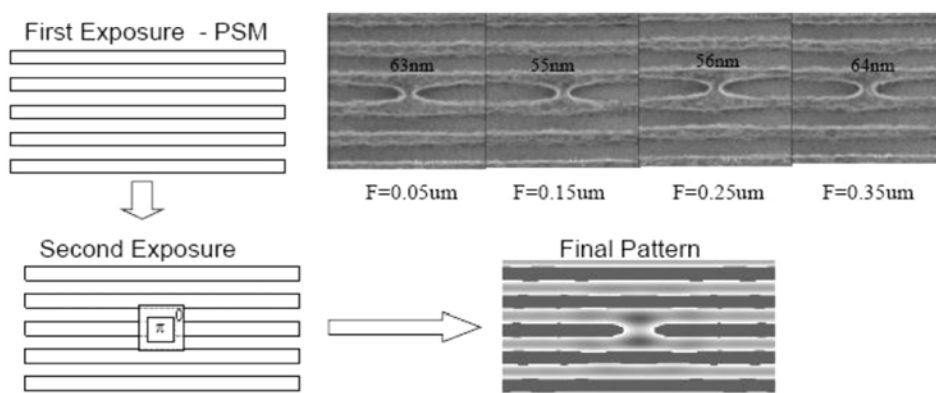 First Exposure - PSM
63nm
55nm
56nm
64nm
F=0.05um
F=0.15um
F=0.25um
F=0.35um
Second Exposure
Final Pattern
0
π